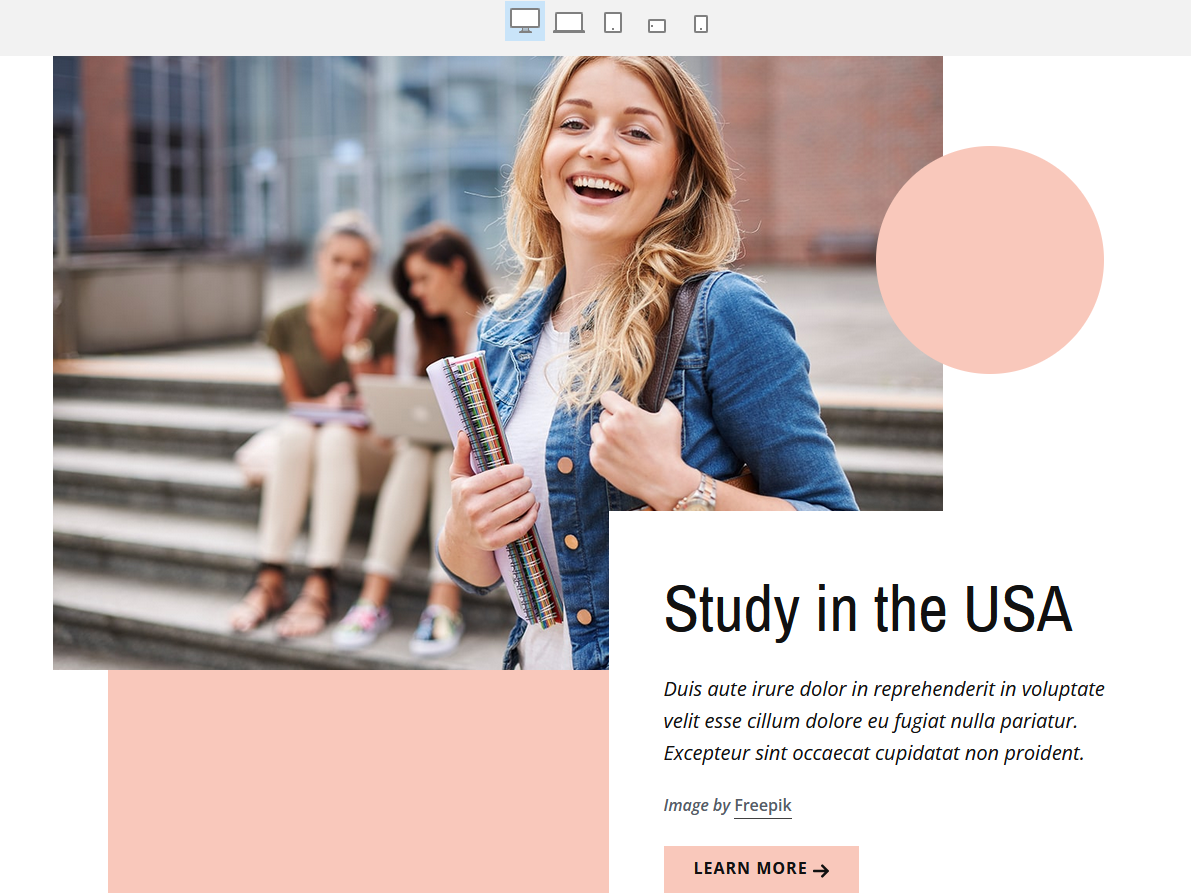 Study in the USA
Duis aute irure dolor in reprehenderit in voluptate
velit esse cillum dolore eu fugiat nulla pariatur.
Excepteur sint occaecat cupidatat non proident.
Image by Freepik
LEARN MORE